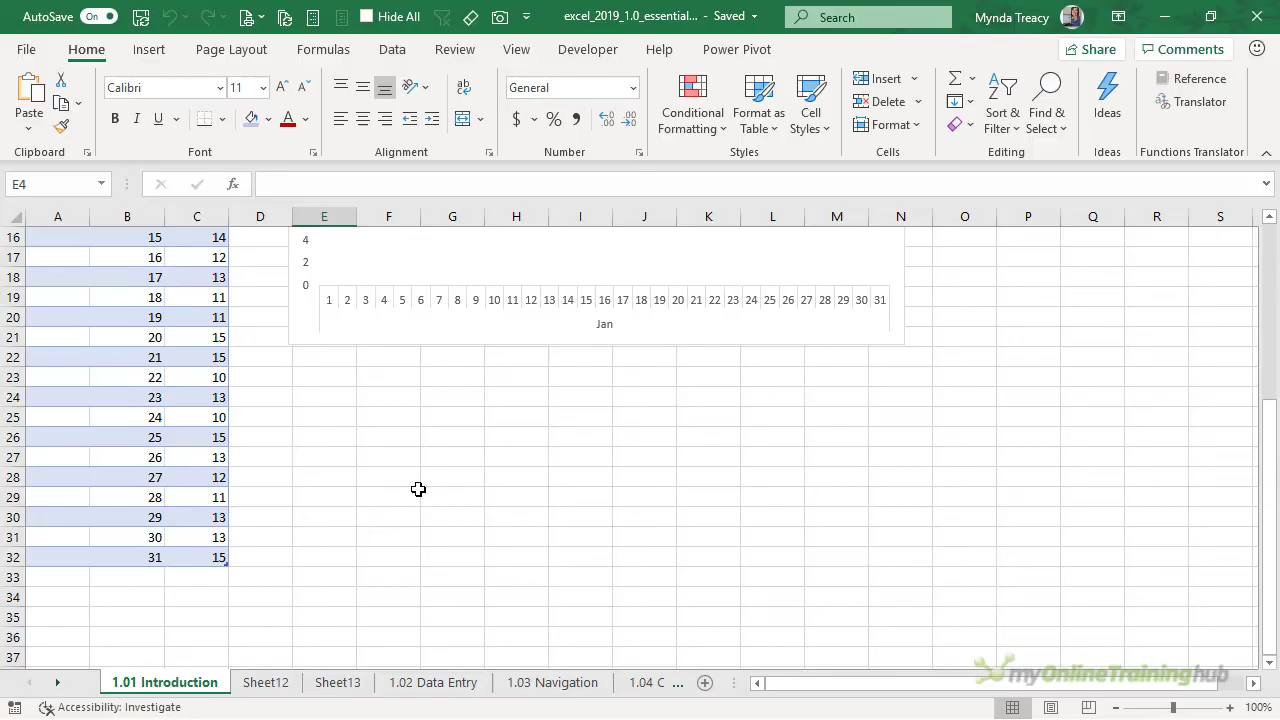 AutoSave On Hide All excel_2019_1.0_essential... - Saved Search Mynda Treacy
File Home Insert Page Layout Formulas Data Review View Developer Help Power Pivot Share Comments
Calibri 11 General Insert Reference
Delete Translator
Paste Conditional Formatting Format as Table Cell Styles Format Sort & Filter Find & Select Ideas
Clipboard Font Alignment Number Styles Cells Editing Ideas Functions Translator
E4 fx
A B C D E F G H I J K L M N O P Q R S
16 15 14 4
17 16 12 2
18 17 13 0
19 18 11 1 2 3 4 5 6 7 8 9 10 11 12 13 14 15 16 17 18 19 20 21 22 23 24 25 26 27 28 29 30 31
20 19 11 Jan
21 20 15
22 21 15
23 22 10
24 23 13
25 24 10
26 25 15
27 26 13
28 27 12
29 28 11
30 29 13
31 30 13
32 31 15
33
34
35
36
37
myOnlineTraininghub
1.01 Introduction Sheet12 Sheet 1.02 Data Entry 1.03 Navigation 1.04 C ...
Accessibility: Investigate 100%